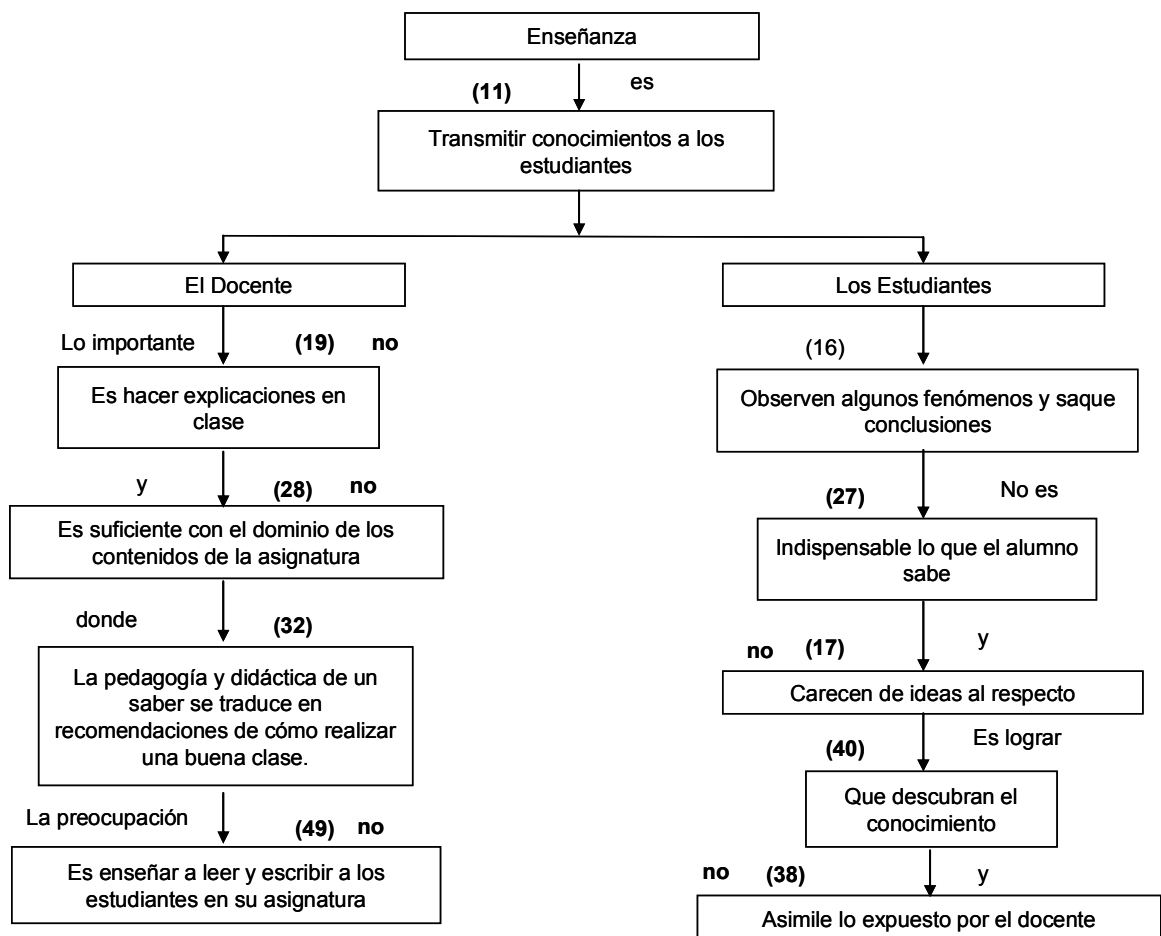 Enseñanza
(11) es
Transmitir conocimientos a los
estudiantes
El Docente
Lo importante (19) no
Es hacer explicaciones en
clase
y (28) no
Es suficiente con el dominio de los
contenidos de la asignatura
donde (32)
La pedagogía y didáctica de un
saber se traduce en
recomendaciones de cómo realizar
una buena clase.
La preocupación (49) no
Es enseñar a leer y escribir a los
estudiantes en su asignatura
Los Estudiantes
(16)
Observen algunos fenómenos y saque
conclusiones
(27) No es
Indispensable lo que el alumno
sabe
no (17) y
Carecen de ideas al respecto
(40) Es lograr
Que descubran el
conocimiento
no (38) y
Asimile lo expuesto por el docente